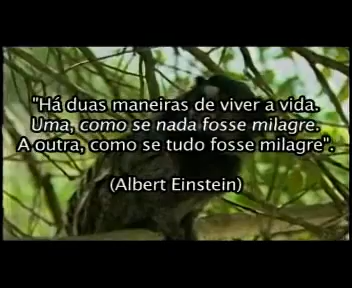 "Há duas maneiras de viver a vida.
Uma, como se nada fosse milagre.
A outra, como se tudo fosse milagre".
(Albert Einstein)